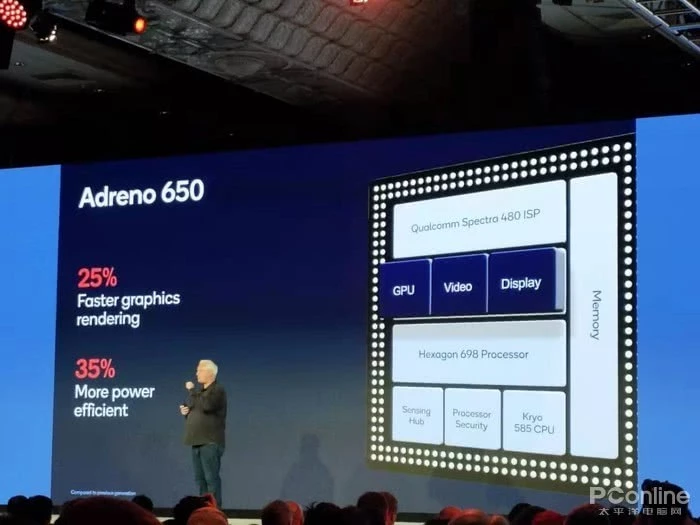 Adreno 650
25%
Faster graphics
rendering
35%
More power
efficient
Compared to previous generation
Qualcomm Spectra 480 ISP
GPU
Video
Display
Memory
Hexagon 698 Processor
Sensing
Hub
Processor
Security
Kryo
585 CPU
PConline
太平洋电脑网